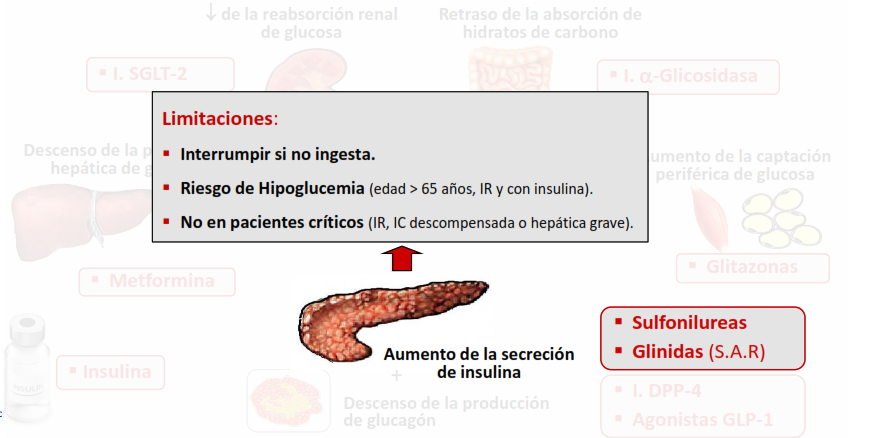 ↓ de la reabsorción renal
de glucosa
Retraso de la absorción de
hidratos de carbono
▪ I. SGLT-2
▪ I. α-Glicosidasa
Limitaciones:
▪ Interrumpir si no ingesta.
▪ Riesgo de Hipoglucemia (edad > 65 años, IR y con insulina).
▪ No en pacientes críticos (IR, IC descompensada o hepática grave).
Descenso de la p
hepática de g
umento de la captación
periférica de glucosa
▪ Metformina
▪ Glitazonas
▪ Sulfonilureas
▪ Glinidas (S.A.R)
Aumento de la secreción
de insulina
+
Descenso de la producción
de glucagón
▪ Insulina
▪ I. DPP-4
▪ Agonistas GLP-1